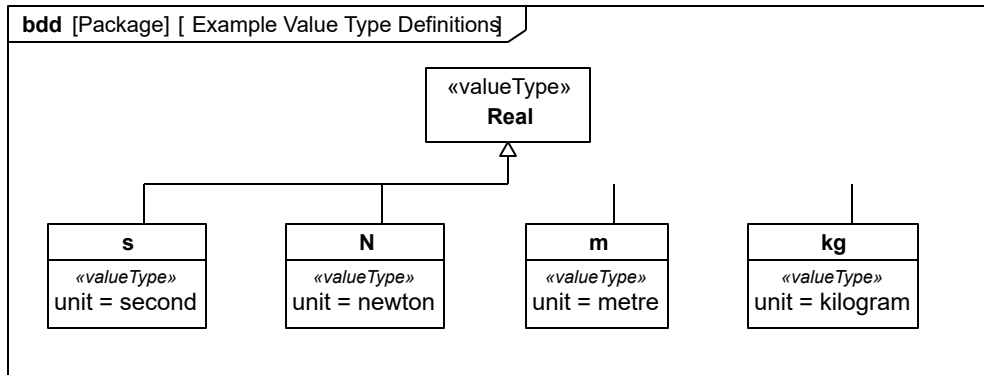 bdd [Package] [ Example Value Type Definitions]
«valueType»
Real
s
«valueType»
unit = second
N
«valueType»
unit = newton
m
«valueType»
unit = metre
kg
«valueType»
unit = kilogram